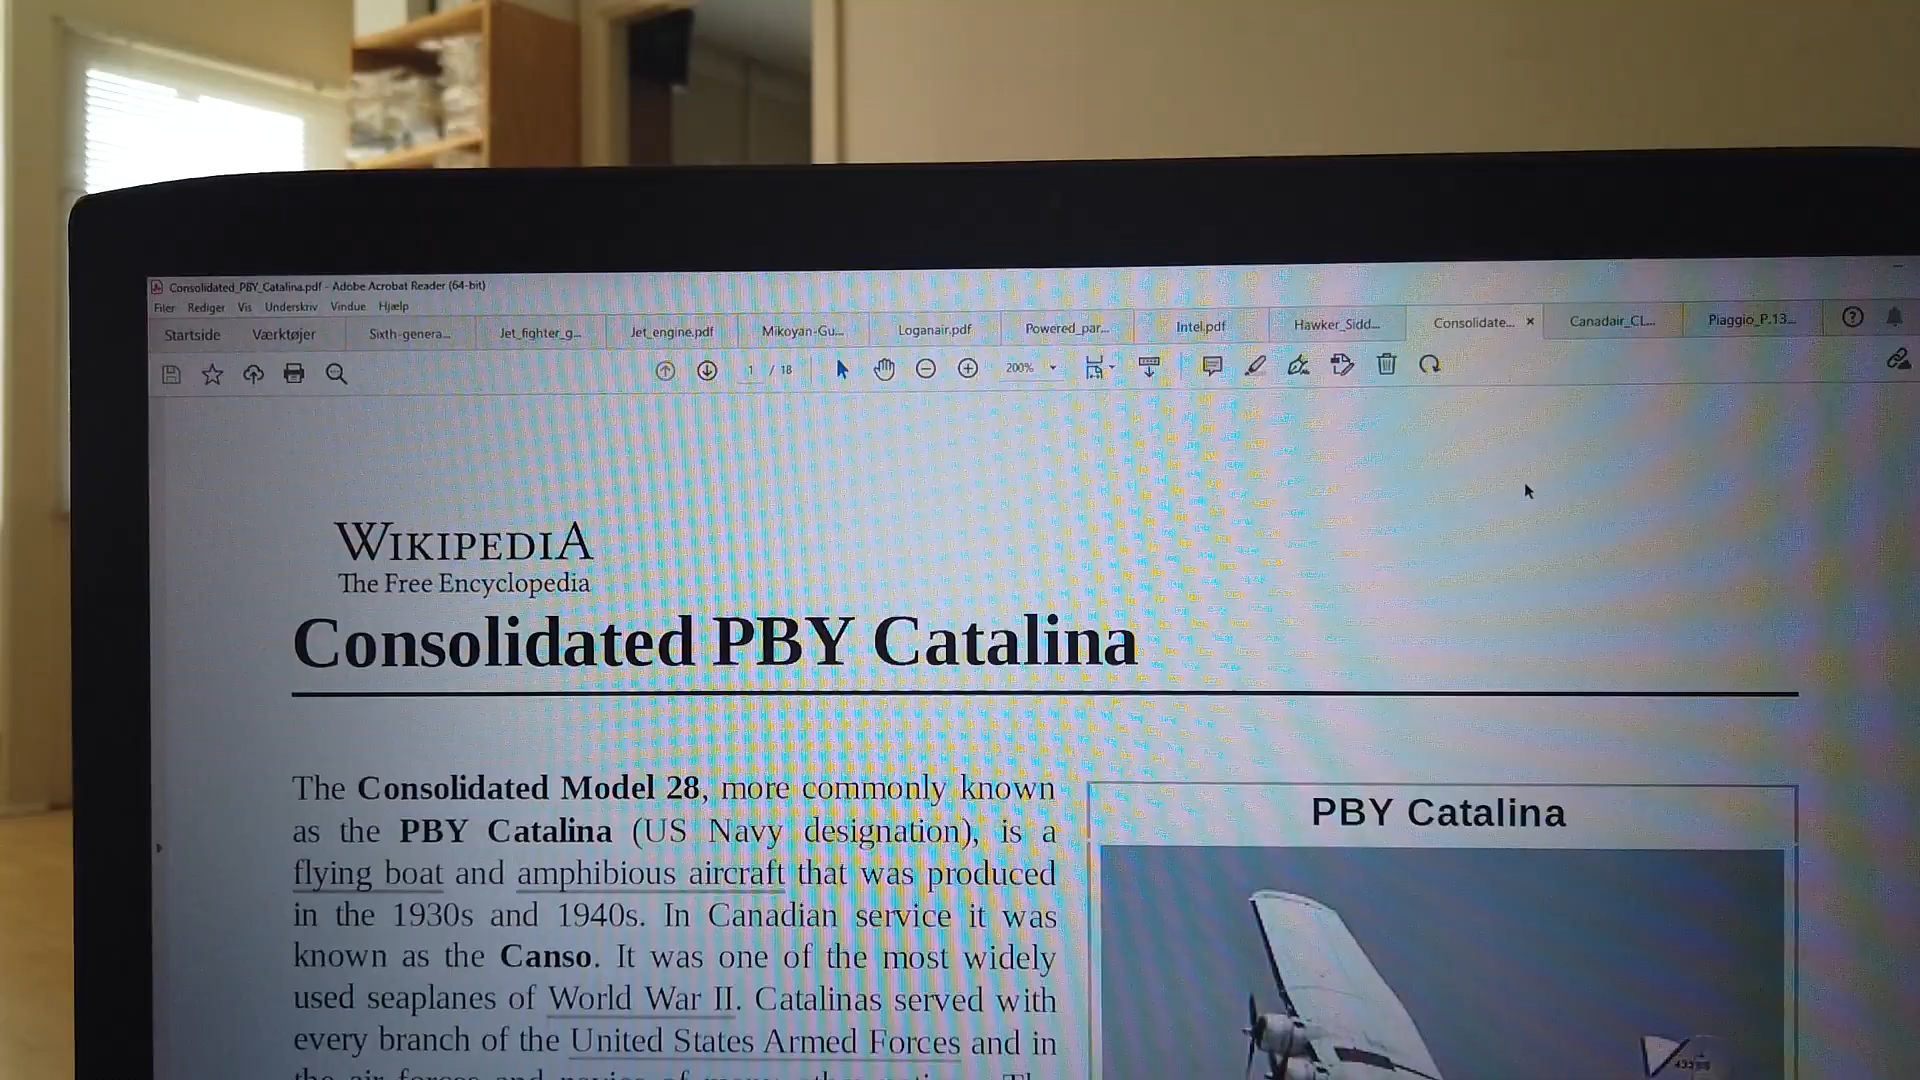 Consolidated_PBY_Catalina.pdf - Adobe Acrobat Reader (64-bit)
Filer Rediger Vis Underskriv Vindue Hjælp
Startside Værktøjer Sixth-genera... Jet_fighter_g... Jet_engine.pdf Mikoyan-Gu... Loganair.pdf Powered_par... Intel.pdf Hawker_Sidd... Consolidate... × Canadair_CL... Piaggio_P.13...
1 / 18 200%
WIKIPEDIA
The Free Encyclopedia
Consolidated PBY Catalina
The Consolidated Model 28, more commonly known
as the PBY Catalina (US Navy designation), is a
flying boat and amphibious aircraft that was produced
in the 1930s and 1940s. In Canadian service it was
known as the Canso. It was one of the most widely
used seaplanes of World War II. Catalinas served with
every branch of the United States Armed Forces and in
PBY Catalina